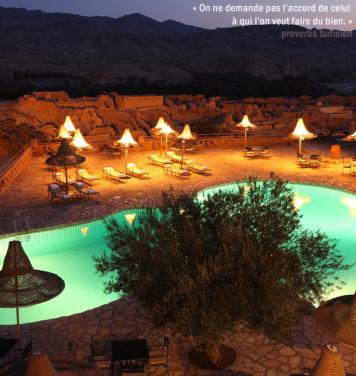 « On ne demande pas l'accord de celui
à qui l'on veut faire du bien. »
proverbe tunisien